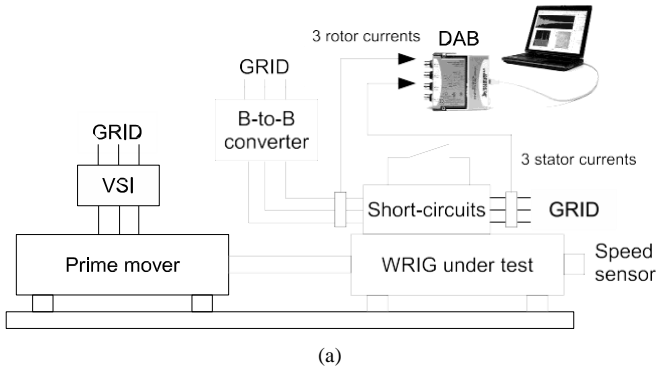 3 rotor currents
DAB
GRID
B-to-B
converter
GRID
VSI
3 stator currents
Short-circuits
GRID
Prime mover
WRIG under test
Speed
sensor
(a)